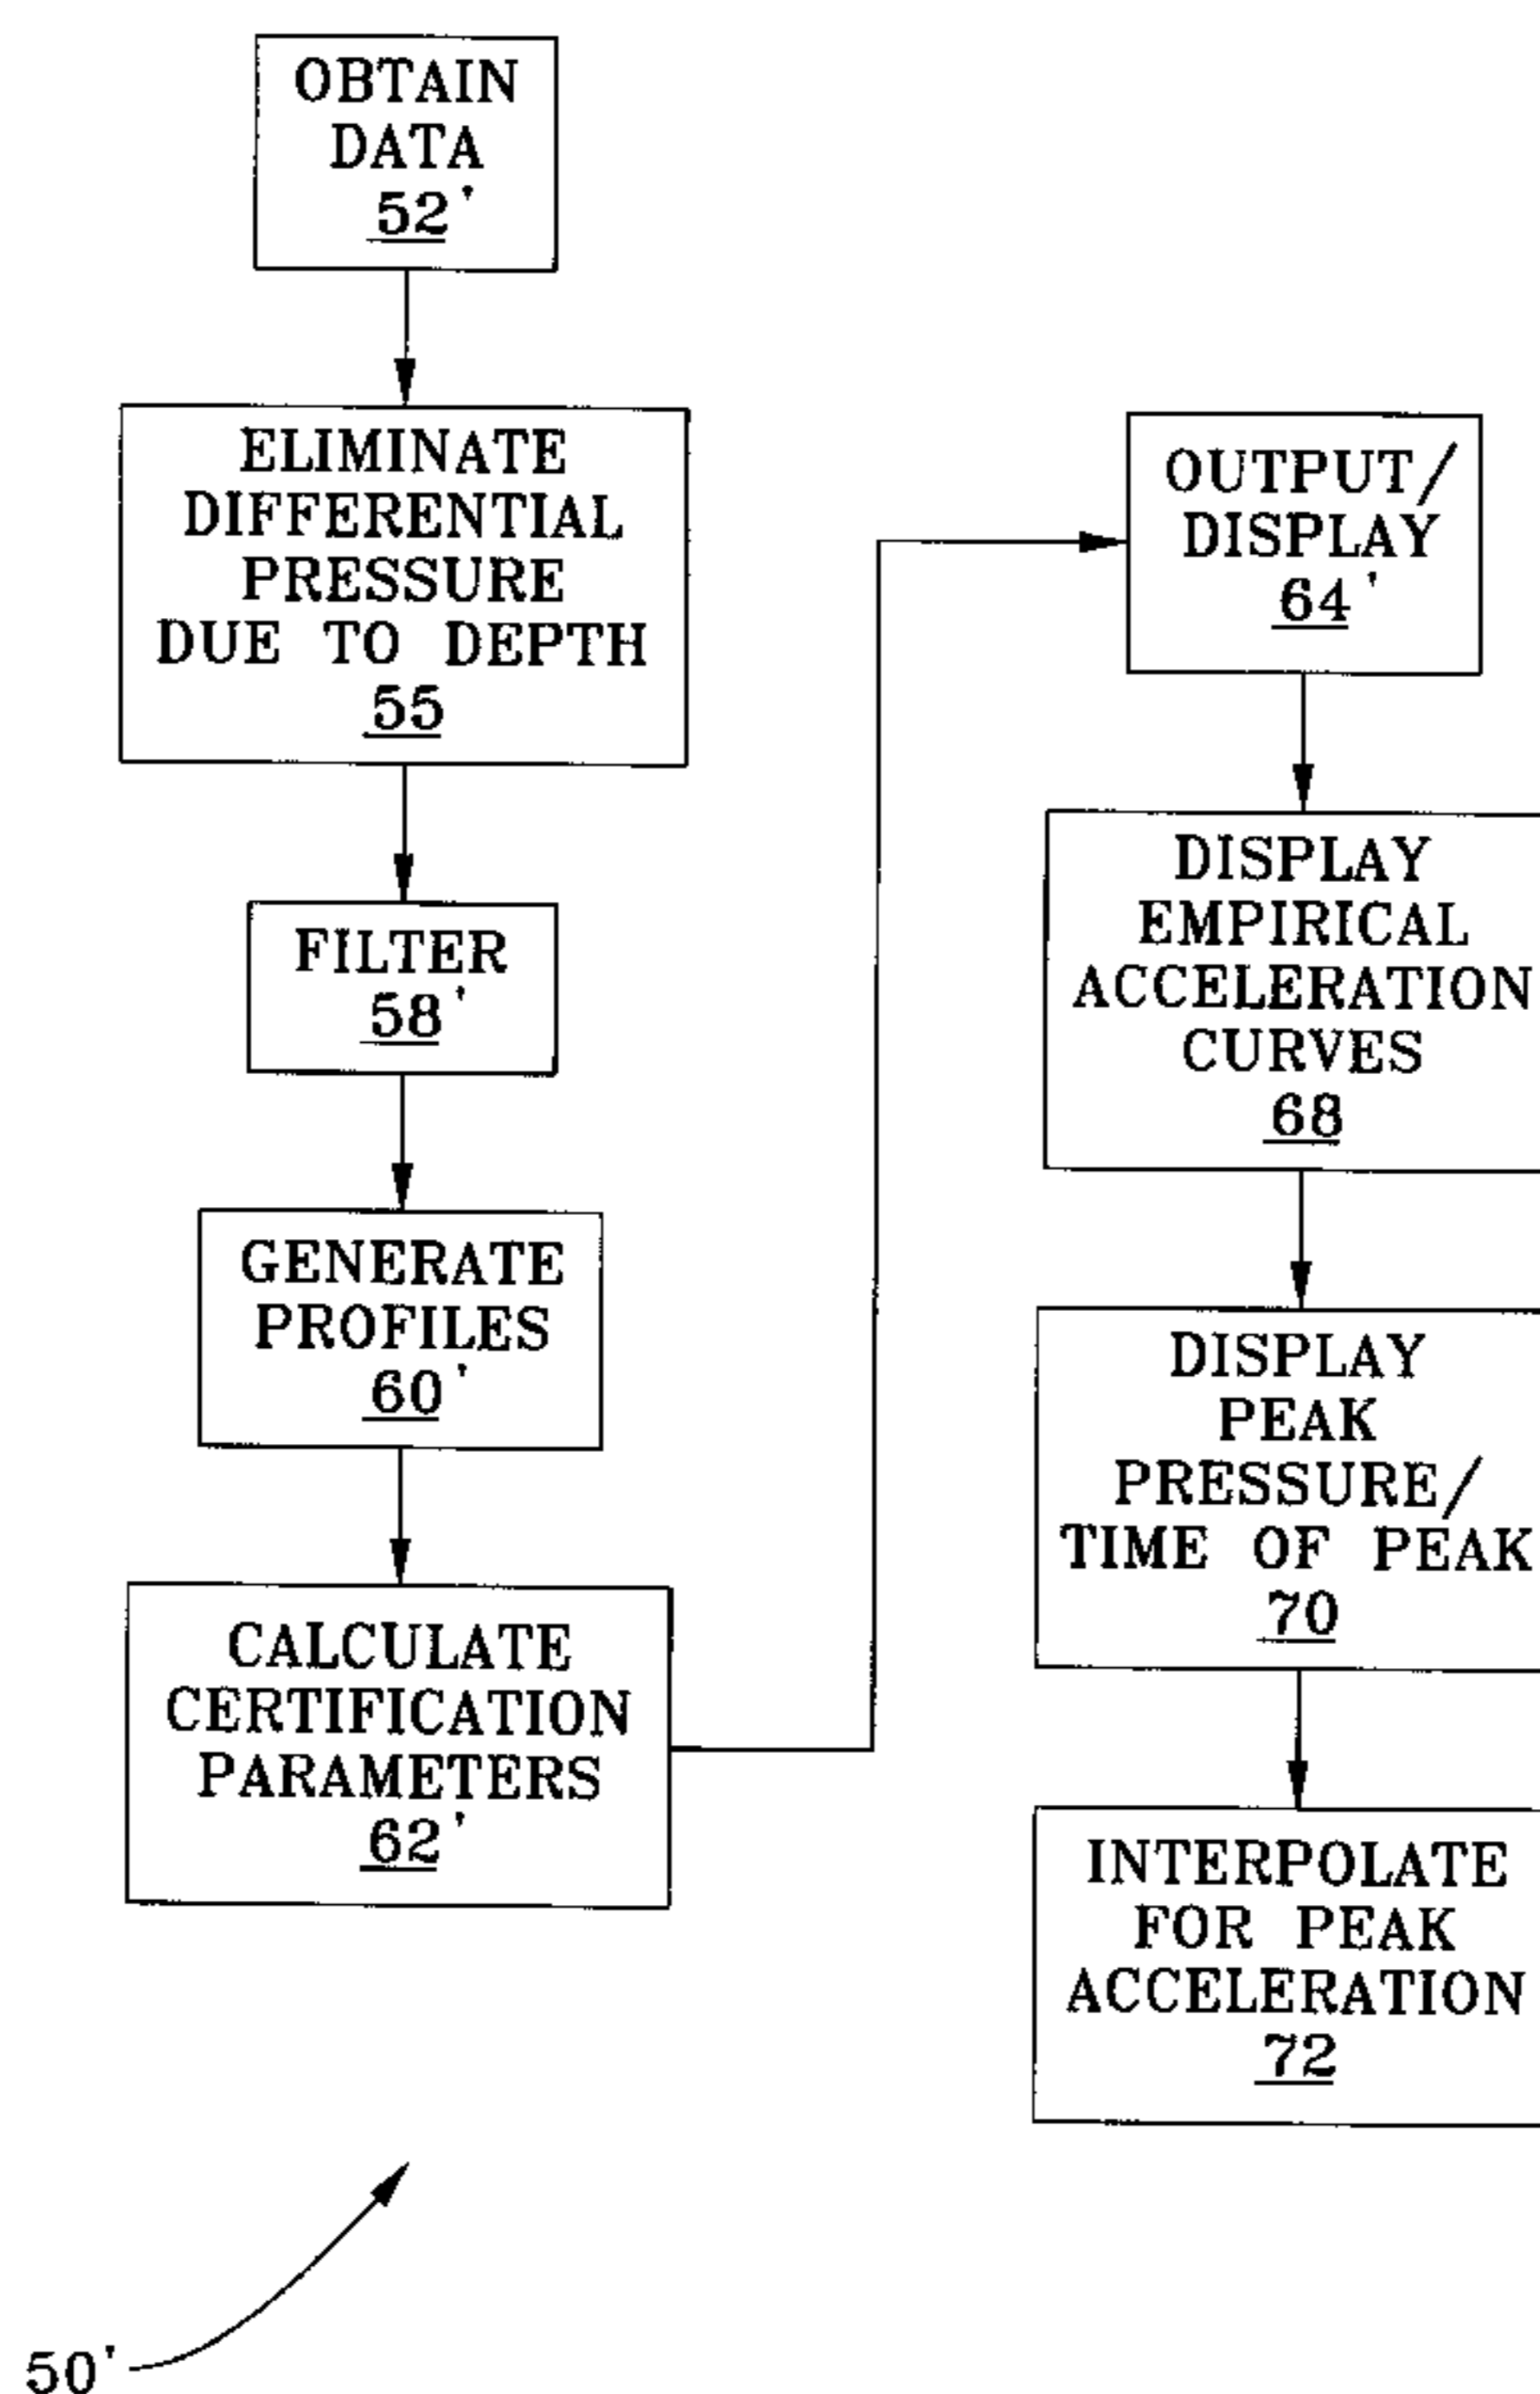 OBTAIN
DATA
52'
ELIMINATE
DIFFERENTIAL
PRESSURE
DUE TO DEPTH
55
FILTER
58'
GENERATE
PROFILES
60'
CALCULATE
CERTIFICATION
PARAMETERS
62'
OUTPUT/
DISPLAY
64'
DISPLAY
EMPIRICAL
ACCELERATION
CURVES
68
DISPLAY
PEAK
PRESSURE/
TIME OF PEAK
70
INTERPOLATE
FOR PEAK
ACCELERATION
72
50'